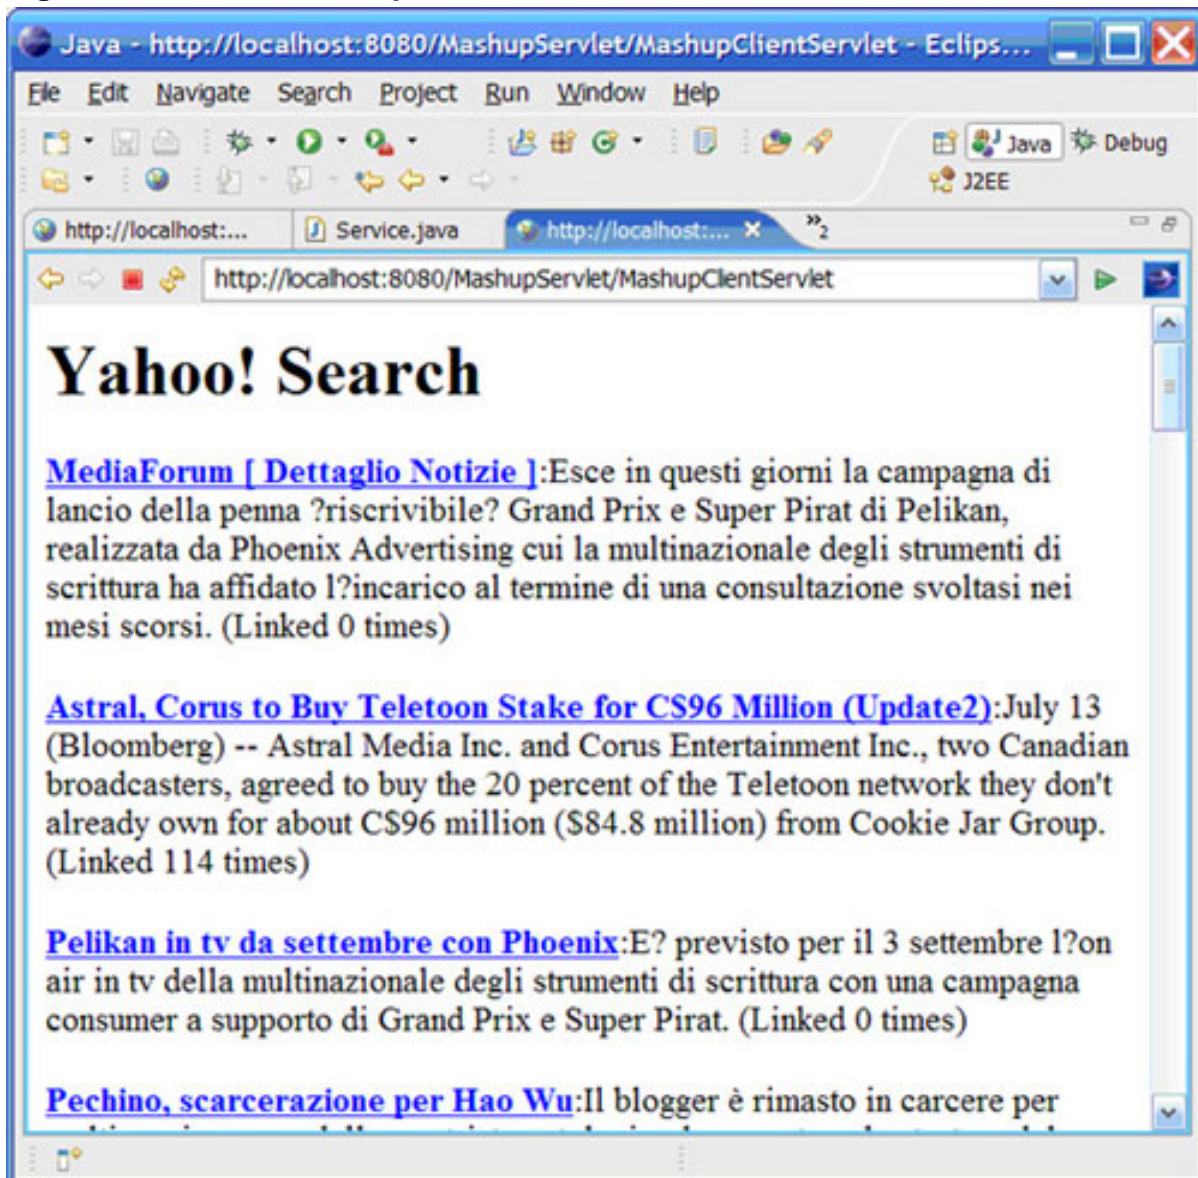 Java - http://localhost:8080/MashupServlet/MashupClientServlet - Eclips...
File Edit Navigate Search Project Run Window Help
Java Debug
J2EE
http://localhost:... Service.java http://localhost:... »2
http://localhost:8080/MashupServlet/MashupClientServlet
Yahoo! Search
MediaForum [ Dettaglio Notizie ]:Esce in questi giorni la campagna di
lancio della penna ?riscrivibile? Grand Prix e Super Pirat di Pelikan,
realizzata da Phoenix Advertising cui la multinazionale degli strumenti di
scrittura ha affidato l?incarico al termine di una consultazione svoltasi nei
mesi scorsi. (Linked 0 times)
Astral, Corus to Buy Teletoon Stake for C$96 Million (Update2):July 13
(Bloomberg) -- Astral Media Inc. and Corus Entertainment Inc., two Canadian
broadcasters, agreed to buy the 20 percent of the Teletoon network they don't
already own for about C$96 million ($84.8 million) from Cookie Jar Group.
(Linked 114 times)
Pelikan in tv da settembre con Phoenix:E? previsto per il 3 settembre l?on
air in tv della multinazionale degli strumenti di scrittura con una campagna
consumer a supporto di Grand Prix e Super Pirat. (Linked 0 times)
Pechino, scarcerazione per Hao Wu:Il blogger è rimasto in carcere per